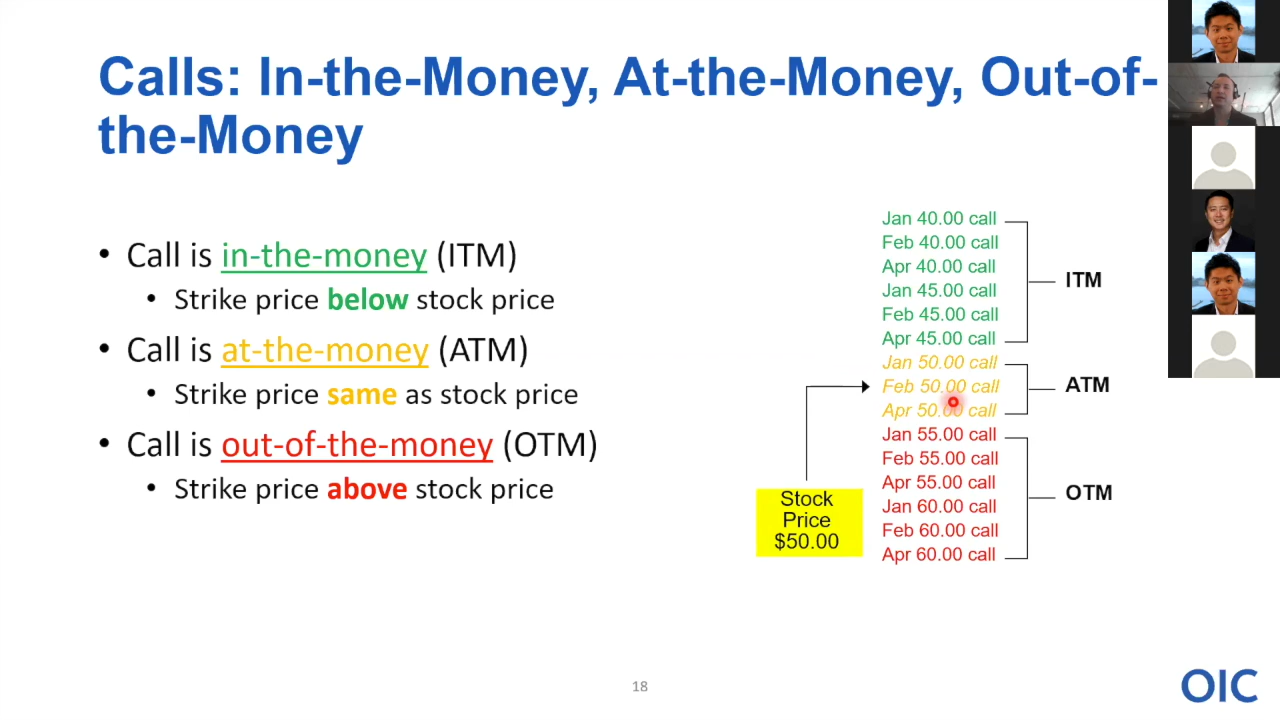 Calls: In-the-Money, At-the-Money, Out-of-
the-Money
• Call is in-the-money (ITM)
• Strike price below stock price
• Call is at-the-money (ATM)
• Strike price same as stock price
• Call is out-of-the-money (OTM)
• Strike price above stock price
Jan 40.00 call
Feb 40.00 call
Apr 40.00 call
Jan 45.00 call
Feb 45.00 call
Apr 45.00 call
ITM
Jan 50.00 call
Feb 50.00 call
Apr 50.00 call
ATM
Jan 55.00 call
Feb 55.00 call
Apr 55.00 call
Jan 60.00 call
Feb 60.00 call
Apr 60.00 call
OTM
Stock
Price
$50.00
18
OIC